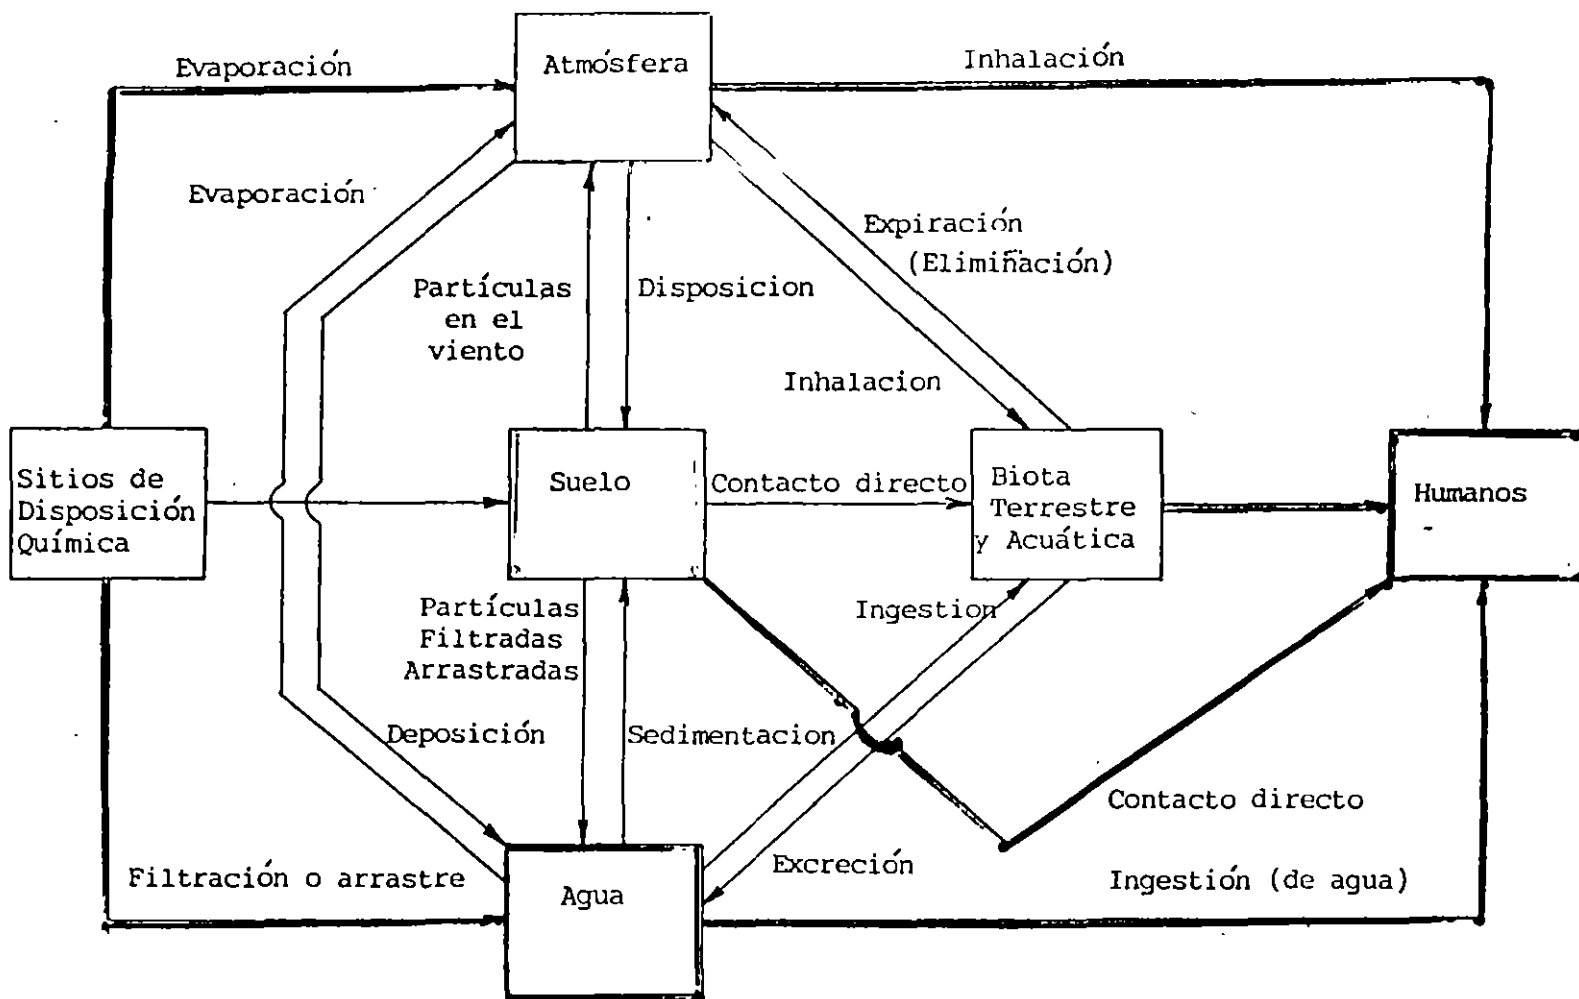 Evaporación
Atmósfera
Inhalación
Evaporación
Expiración
(Elimiñación)
Partículas
en el
viento
Disposicion
Inhalacion
Sitios de
Disposición
Química
Suelo
Contacto directo
Biota
Terrestre
y Acuática
Humanos
Partículas
Filtradas
Arrastradas
Ingestion
Deposición
Sedimentacion
Contacto directo
Filtración o arrastre
Agua
Excreción
Ingestión (de agua)